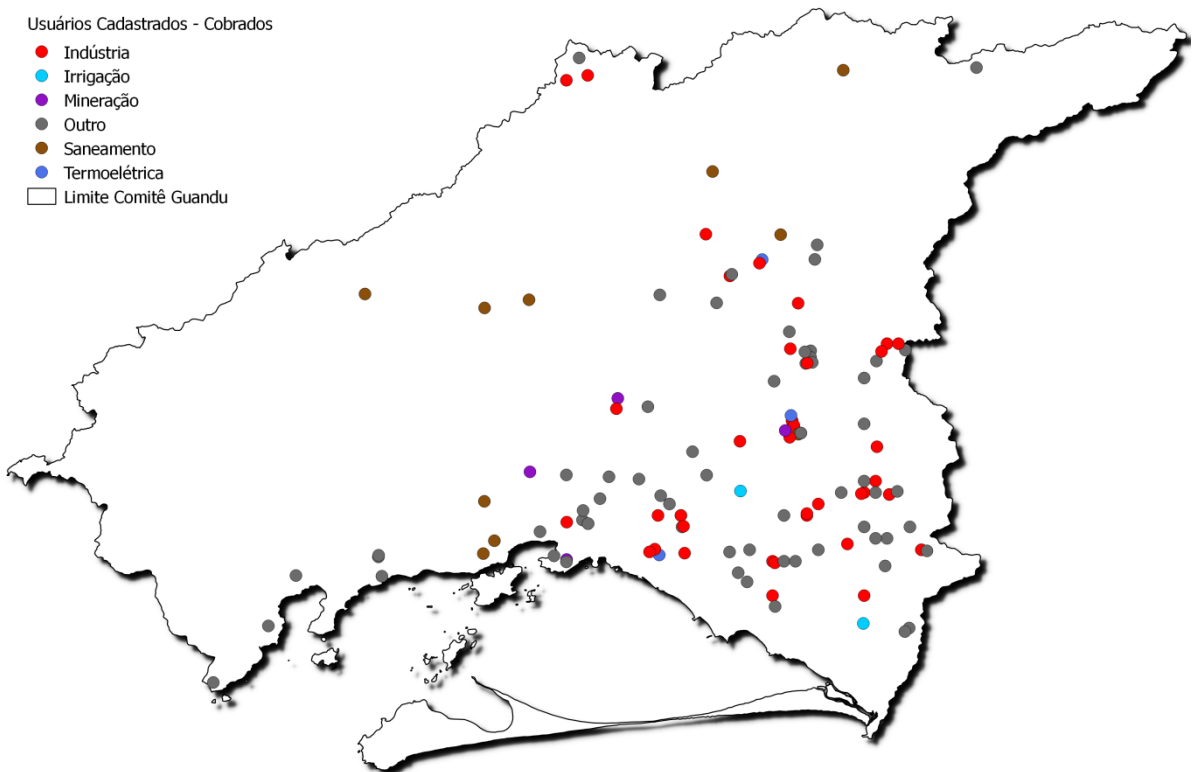 Usuários Cadastrados - Cobrados
Indústria
Irrigação
Mineração
Outro
Saneamento
Termoelétrica
Limite Comitê Guandu